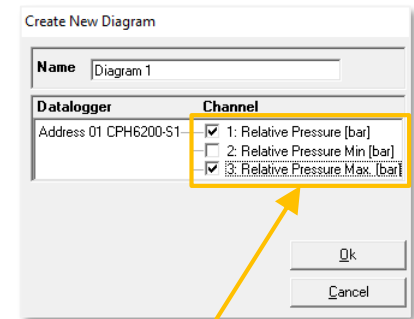 Create New Diagram
Name Diagram 1
Datalogger Channel
Address 01 CPH6200-S1 1: Relative Pressure [bar]
2: Relative Pressure Min [bar]
3: Relative Pressure Max. [bar]
Ok
Cancel